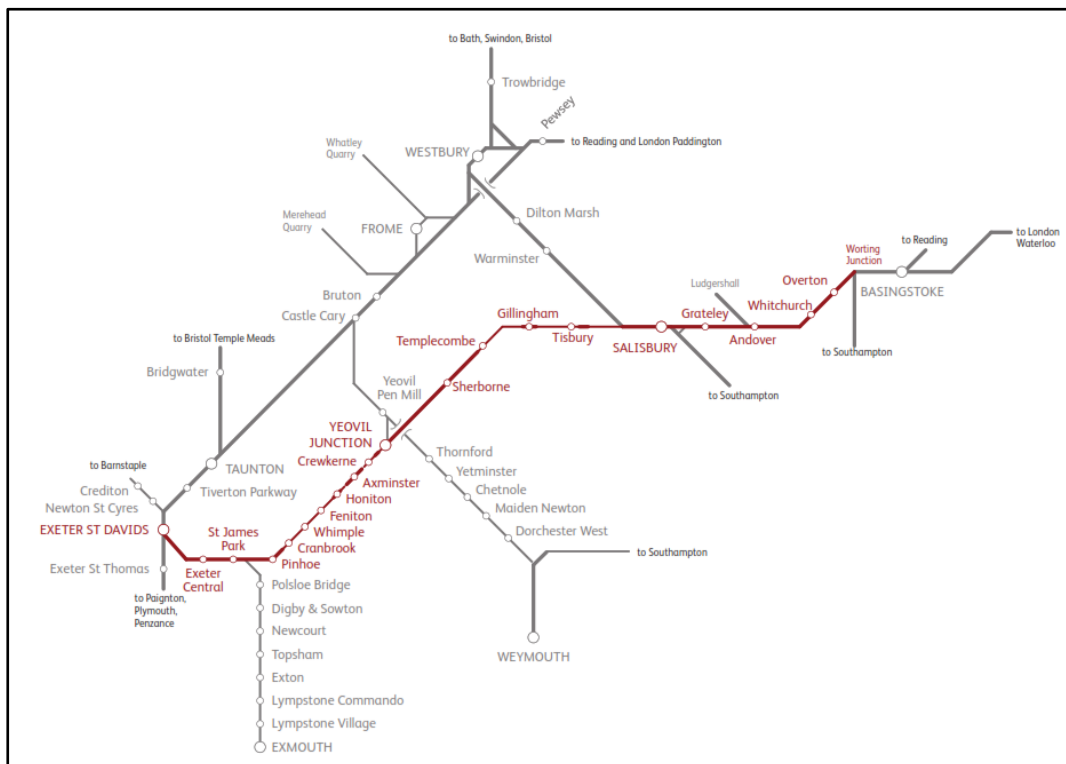 to Bath, Swindon, Bristol
Trowbridge
Pewsey
to Reading and London Paddington
WESTBURY
Whatley
Quarry
Merehead
Quarry
FROME
Dilton Marsh
Warminster
Bruton
Castle Cary
to Bristol Temple Meads
Bridgwater
to London
Waterloo
to Reading
Worting
Junction
BASINGSTOKE
Overton
Whitchurch
Ludgershall
Andover
Grateley
SALISBURY
to Southampton
to Southampton
Gillingham
Tisbury
Templecombe
Sherborne
Yeovil
Pen Mill
YEOVIL
JUNCTION
Thornford
Yetminster
Chetnole
Maiden Newton
Dorchester West
to Southampton
WEYMOUTH
Crewkerne
Axminster
Honiton
Feniton
Whimple
Cranbrook
Pinhoe
to Barnstaple
TAUNTON
Tiverton Parkway
Crediton
Newton St Cyres
EXETER ST DAVIDS
St James
Park
Exeter
Central
Exeter St Thomas
to Paignton,
Plymouth,
Penzance
Polsloe Bridge
Digby & Sowton
Newcourt
Topsham
Exton
Lympstone Commando
Lympstone Village
EXMOUTH